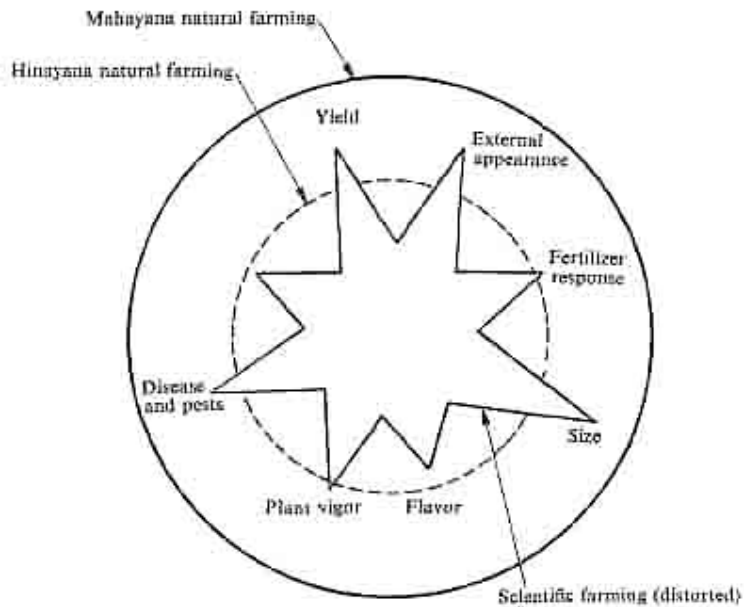 Mahayana natural farming
Hinayana natural farming
Yield
External
appearance
Fertilizer
response
Disease
and pests
Size
Plant vigor
Flavor
Scientific farming (distorted)